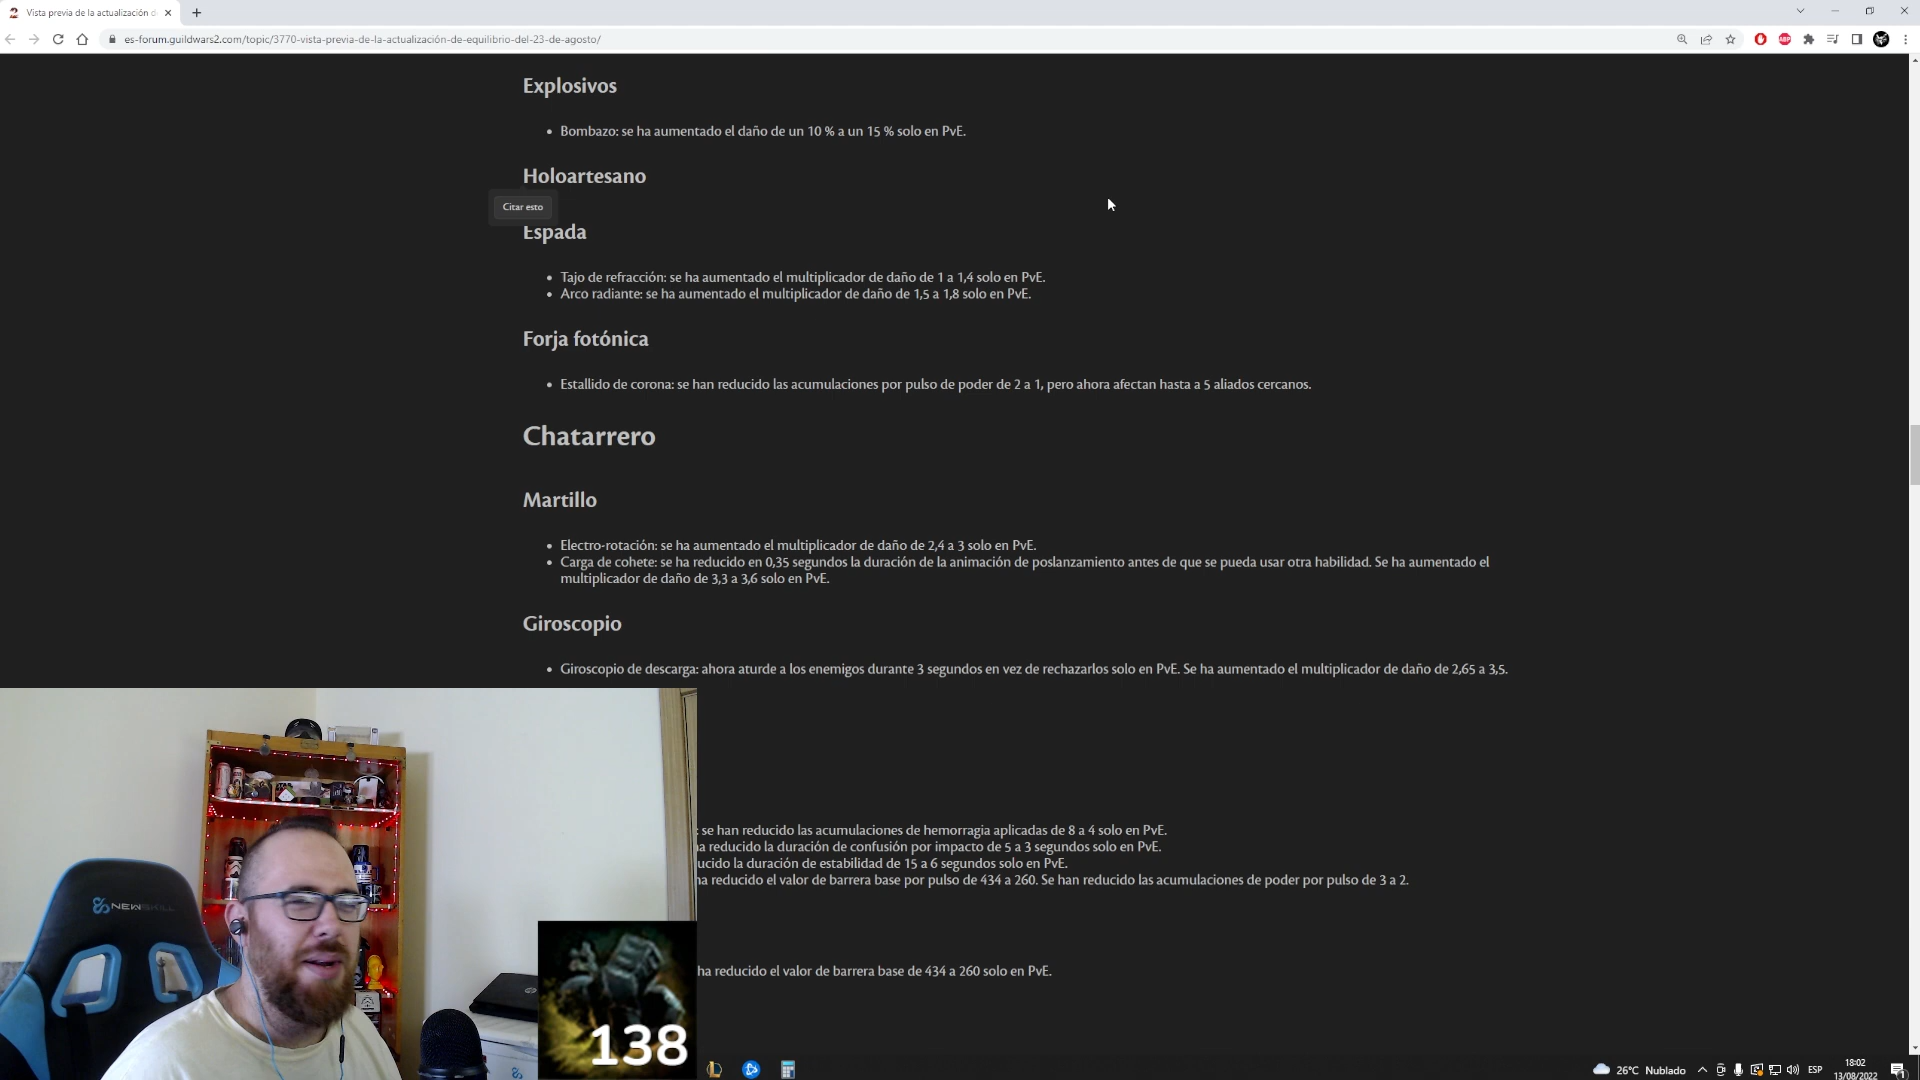 Vista previa de la actualización d
es-forum.guildwars2.com/topic/3770-vista-previa-de-la-actualización-de-equilibrio-del-23-de-agosto/
ABP
Explosivos
Bombazo: se ha aumentado el daño de un 10 % a un 15 % solo en PvE.
Holoartesano
Citar esto
Espada
Tajo de refracción: se ha aumentado el multiplicador de daño de 1 a 1,4 solo en PvE.
Arco radiante: se ha aumentado el multiplicador de daño de 1,5 a 1,8 solo en PvE.
Forja fotónica
Estallido de corona: se han reducido las acumulaciones por pulso de poder de 2 a 1, pero ahora afectan hasta a 5 aliados cercanos.
Chatarrero
Martillo
Electro-rotación: se ha aumentado el multiplicador de daño de 2,4 a 3 solo en PvE.
Carga de cohete: se ha reducido en 0,35 segundos la duración de la animación de poslanzamiento antes de que se pueda usar otra habilidad. Se ha aumentado el
multiplicador de daño de 3,3 a 3,6 solo en PvE.
Giroscopio
Giroscopio de descarga: ahora aturde a los enemigos durante 3 segundos en vez de rechazarlos solo en PvE. Se ha aumentado el multiplicador de daño de 2,65 a 3,5.
: se han reducido las acumulaciones de hemorragia aplicadas de 8 a 4 solo en PvE.
ha reducido la duración de confusión por impacto de 5 a 3 segundos solo en PvE.
ucido la duración de estabilidad de 15 a 6 segundos solo en PvE.
ha reducido el valor de barrera base por pulso de 434 a 260. Se han reducido las acumulaciones de poder por pulso de 3 a 2.
ha reducido el valor de barrera base de 434 a 260 solo en PvE.
NEWSKILL
138
26°C Nublado
ESP
18:02
13/08/2022